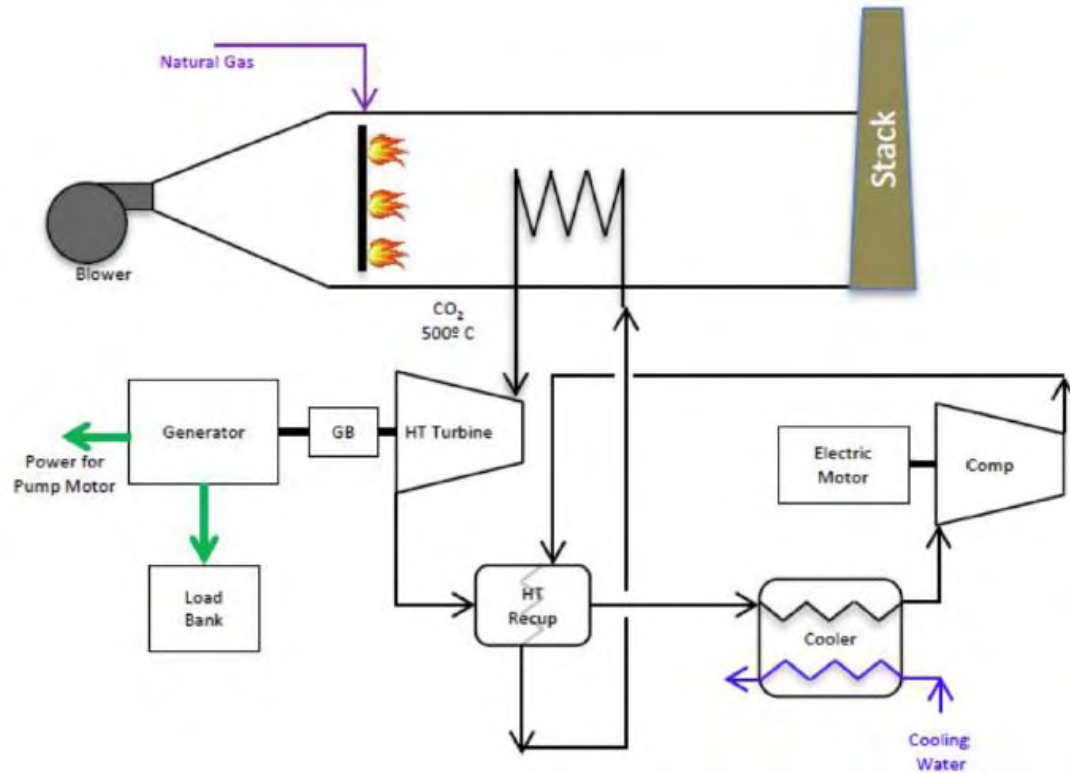 Natural Gas
Stack
Blower
CO₂
500º C
Generator
GB
HT Turbine
Electric
Motor
Comp
Power for
Pump Motor
Load
Bank
HT
Recup
Cooler
Cooling
Water